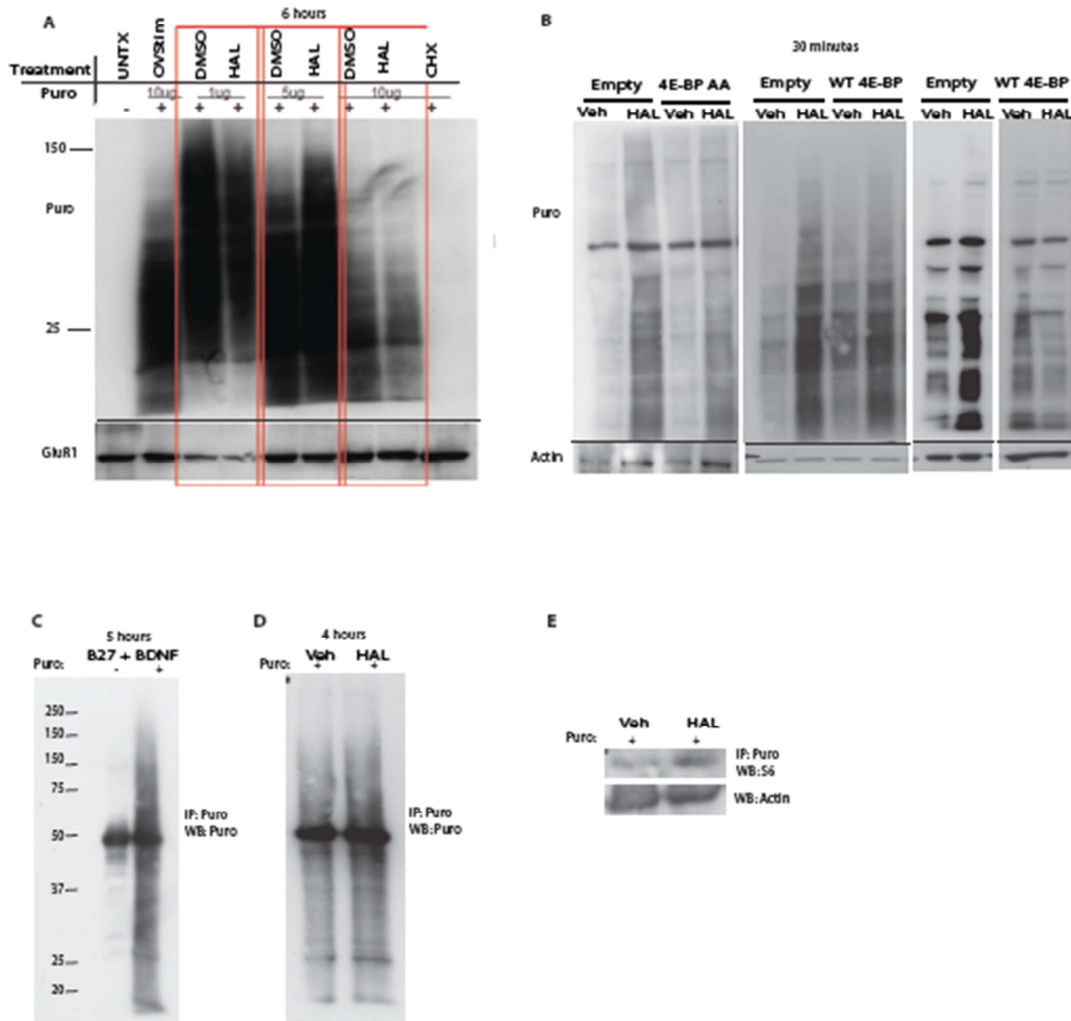 A
6 hours
Treatment UNTX OVStim DMSO HAL DMSO HAL DMSO HAL CHX
Puro 10ug 1ug 5ug 10ug
- + + + + + + + +
150
Puro
25
GluR1
B
30 minutes
Empty 4E-BP AA Empty WT 4E-BP Empty WT 4E-BP
Veh HAL Veh HAL Veh HAL Veh HAL Veh HAL Veh HAL
Puro
Actin
C
5 hours
B27 + BDNF
Puro: - +
250
150
150
75
50
37
25
20
IP: Puro
WB: Puro
D
4 hours
Veh HAL
Puro: + +
IP: Puro
WB: Puro
E
Veh HAL
Puro: + +
IP: Puro
WB: S6
WB: Actin